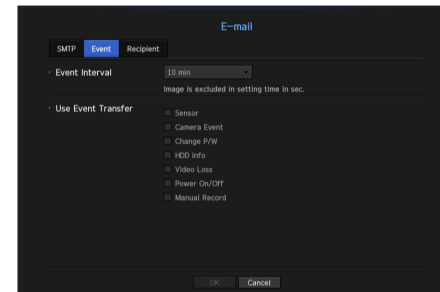 E-mail
SMTP Event Recipient
Event Interval 10 min
Image is excluded in setting time in sec.
Use Event Transfer
Sensor
Camera Event
Change P/W
HDD Info
Video Loss
Power On/Off
Manual Record
OK Cancel